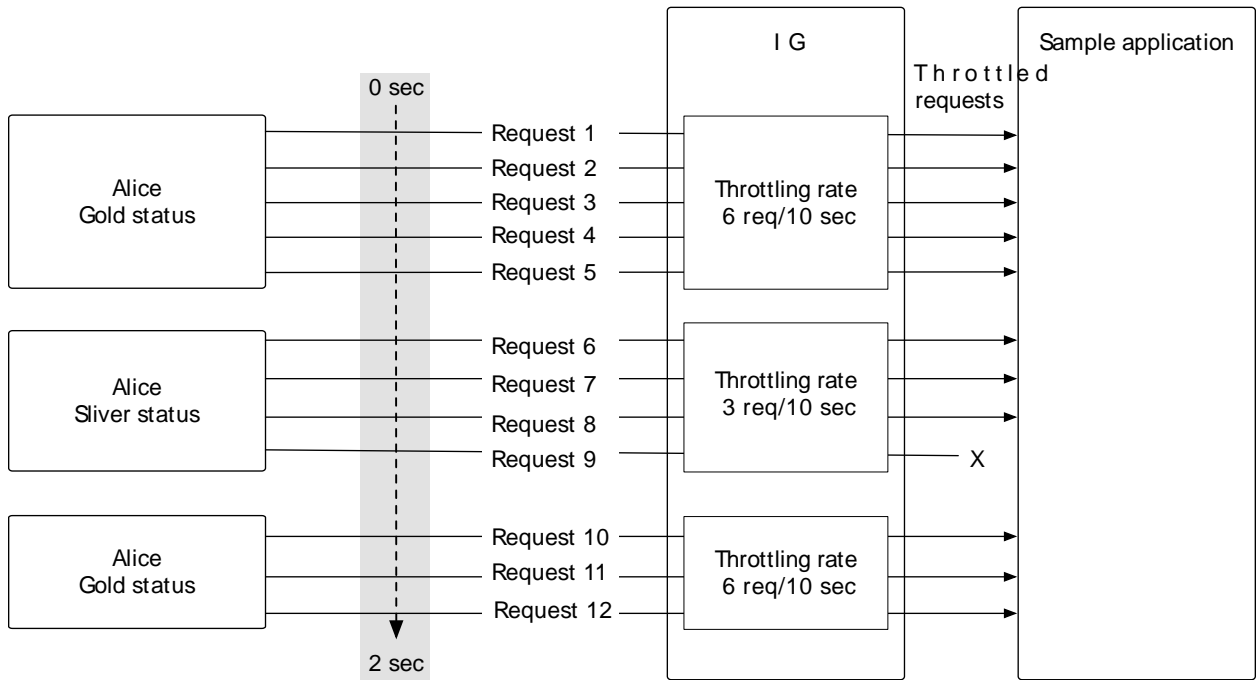 I G
Sample application
Throttled
requests
0 sec
Alice
Gold status
Request 1
Request 2
Request 3
Request 4
Request 5
Throttling rate
6 req/10 sec
Alice
Sliver status
Request 6
Request 7
Request 8
Request 9
Throttling rate
3 req/10 sec
X
Alice
Gold status
Request 10
Request 11
Request 12
Throttling rate
6 req/10 sec
2 sec